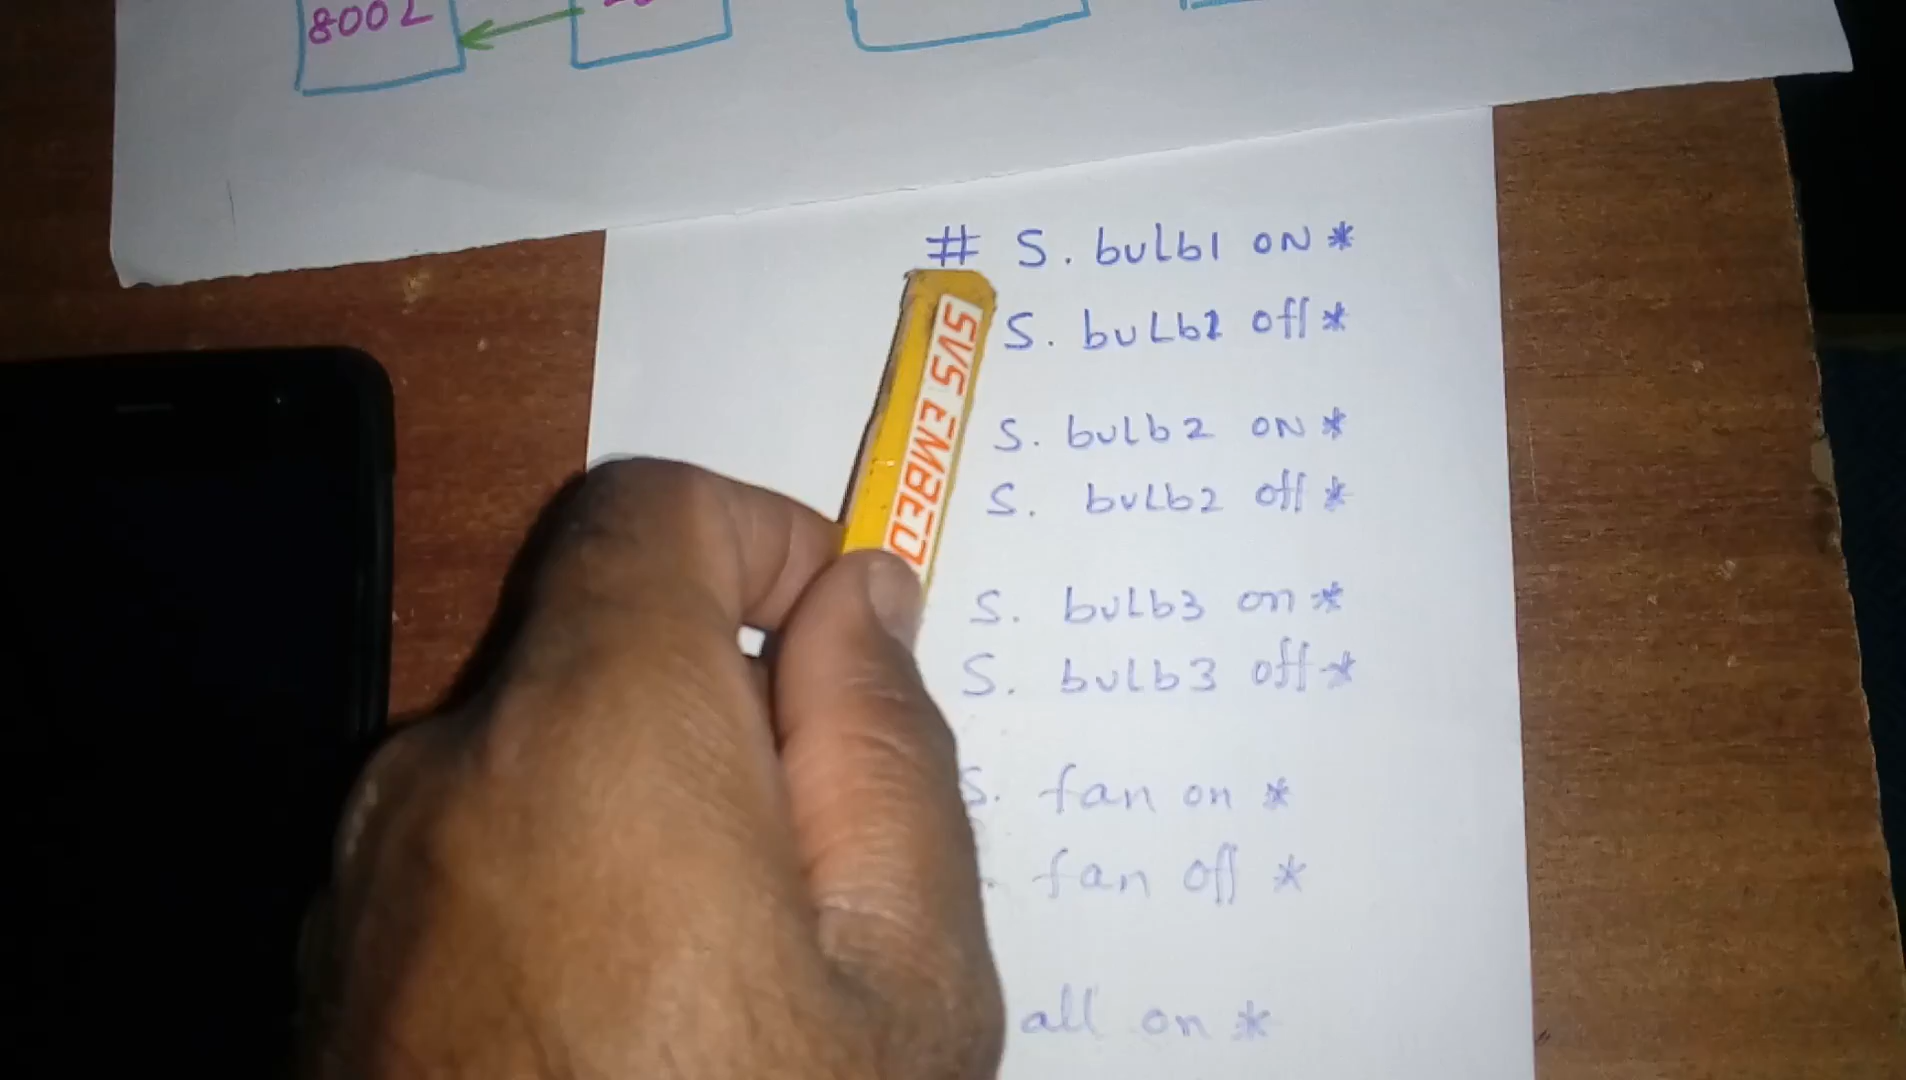 800L
# S. bulb1 ON *
S. buLb1 off *
S. bulb2 ON *
S. buLb2 off *
S. buLb3 on *
S. bulb3 off *
S. fan on *
fan off *
all on *
SVS EMBED